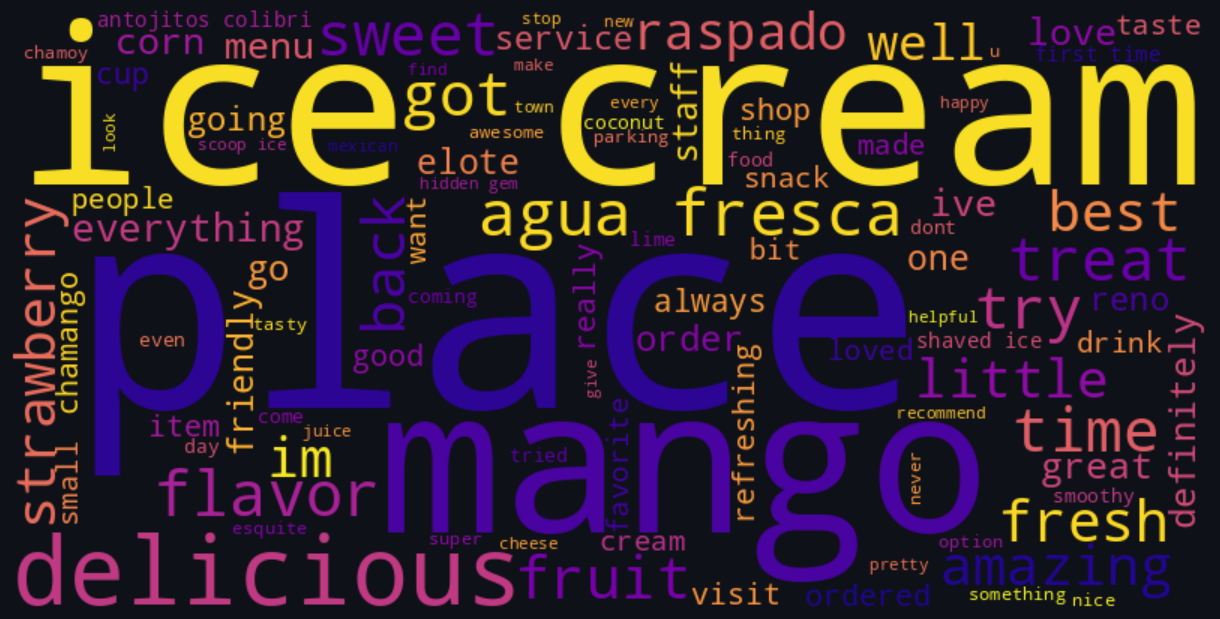 antojitos colibri
stop
new
chamoy
corn
menu
sweet
service
raspado
well
u
love
taste
first time
cup
find
make
ice cream
look
going
scoop ice
mexican
got
town
awesome
elote
hidden gem
every
coconut
parking
staff
shop
thing
food
snack
made
happy
people
everything
strawberry
chamango
place
back
want
agua fresca
lime
bit
ive
dont
best
one
treat
go
friendly
tasty
even
coming
really
always
order
good
loved
helpful
try
reno
shaved ice
drink
definitely
little
give
refreshing
item
day
come
juice
im
small
flavor
esquite
mango
tried
favorite
never
recommend
time
great
smoothy
fresh
option
amazing
super
cheese
cream
delicious
fruit
visit
ordered
pretty
something
nice